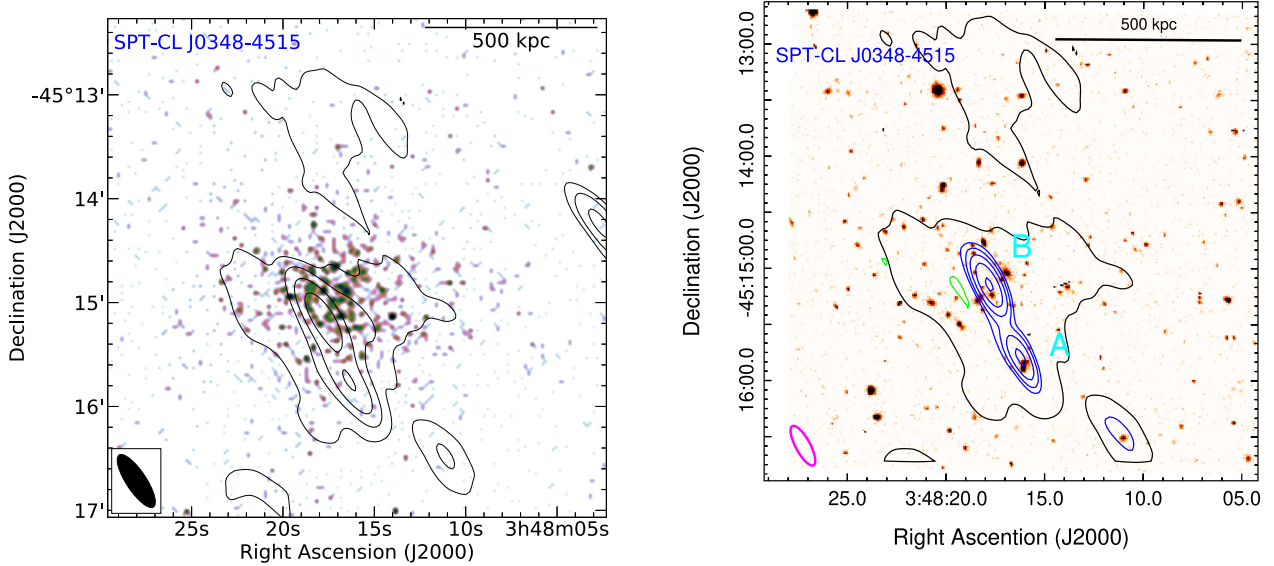 SPT-CL J0348-4515
500 kpc
-45°13'
14'
15'
16'
17'
Declination (J2000)
25s
20s
15s
10s
3h48m05s
Right Ascension (J2000)
SPT-CL J0348-4515
500 kpc
13:00.0
14:00.0
-45:15:00.0
16:00.0
Declination (J2000)
B
A
25.0
3:48:20.0
15.0
10.0
05.0
Right Ascention (J2000)